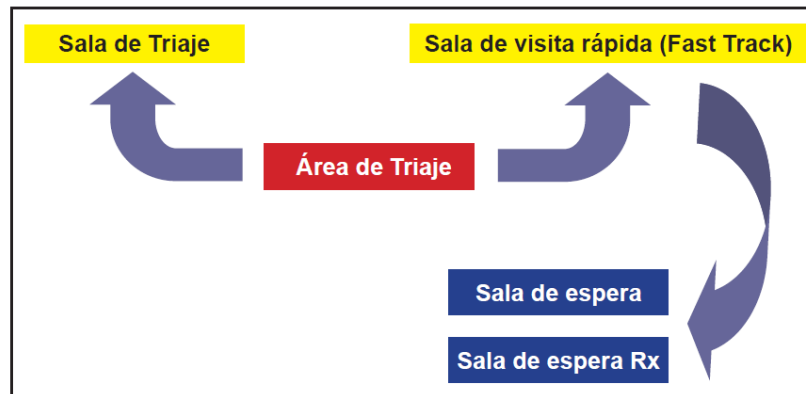 Sala de Triaje
Sala de visita rápida (Fast Track)
Área de Triaje
Sala de espera
Sala de espera Rx